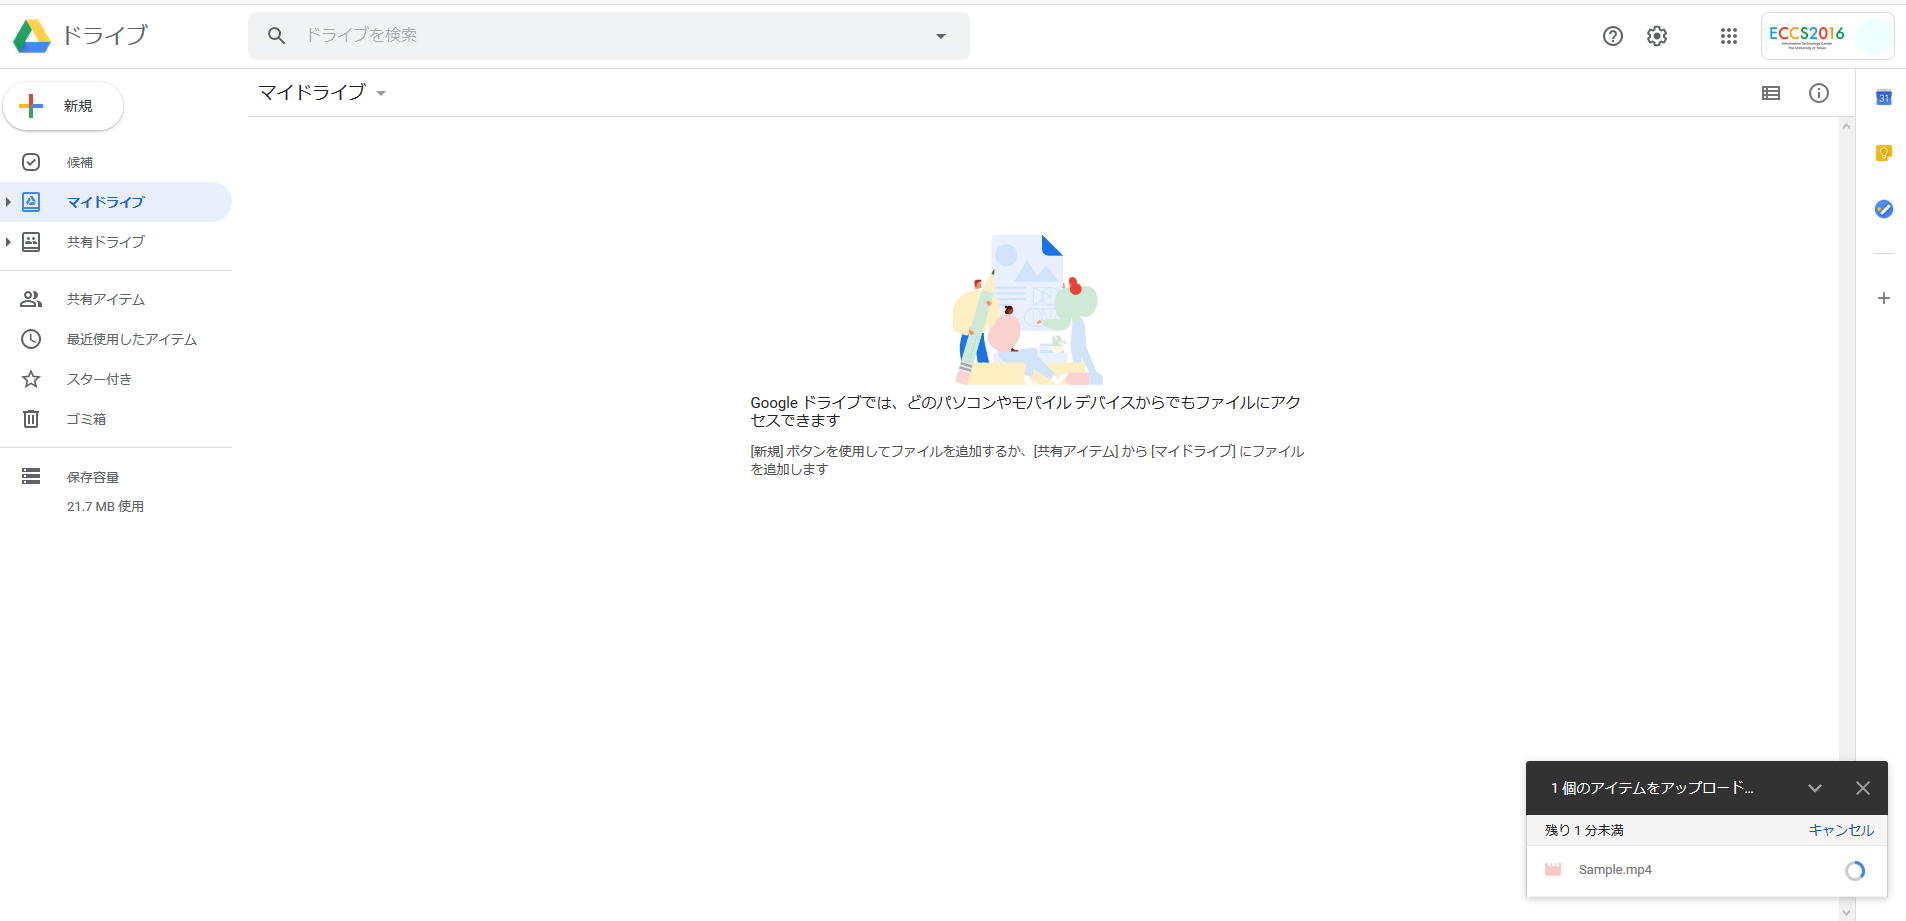 ドライブ
ドライブを検索
ECCS2016
Information Technology Center
The University of Tokyo
新規
マイドライブ
候補
マイドライブ
共有ドライブ
共有アイテム
最近使用したアイテム
スター付き
ゴミ箱
保存容量
21.7 MB 使用
31
Google ドライブでは、どのパソコンやモバイル デバイスからでもファイルにアク
セスできます
[新規] ボタンを使用してファイルを追加するか、[共有アイテム] から [マイドライブ] にファイル
を追加します
1 個のアイテムをアップロード...
残り 1 分未満
キャンセル
Sample.mp4